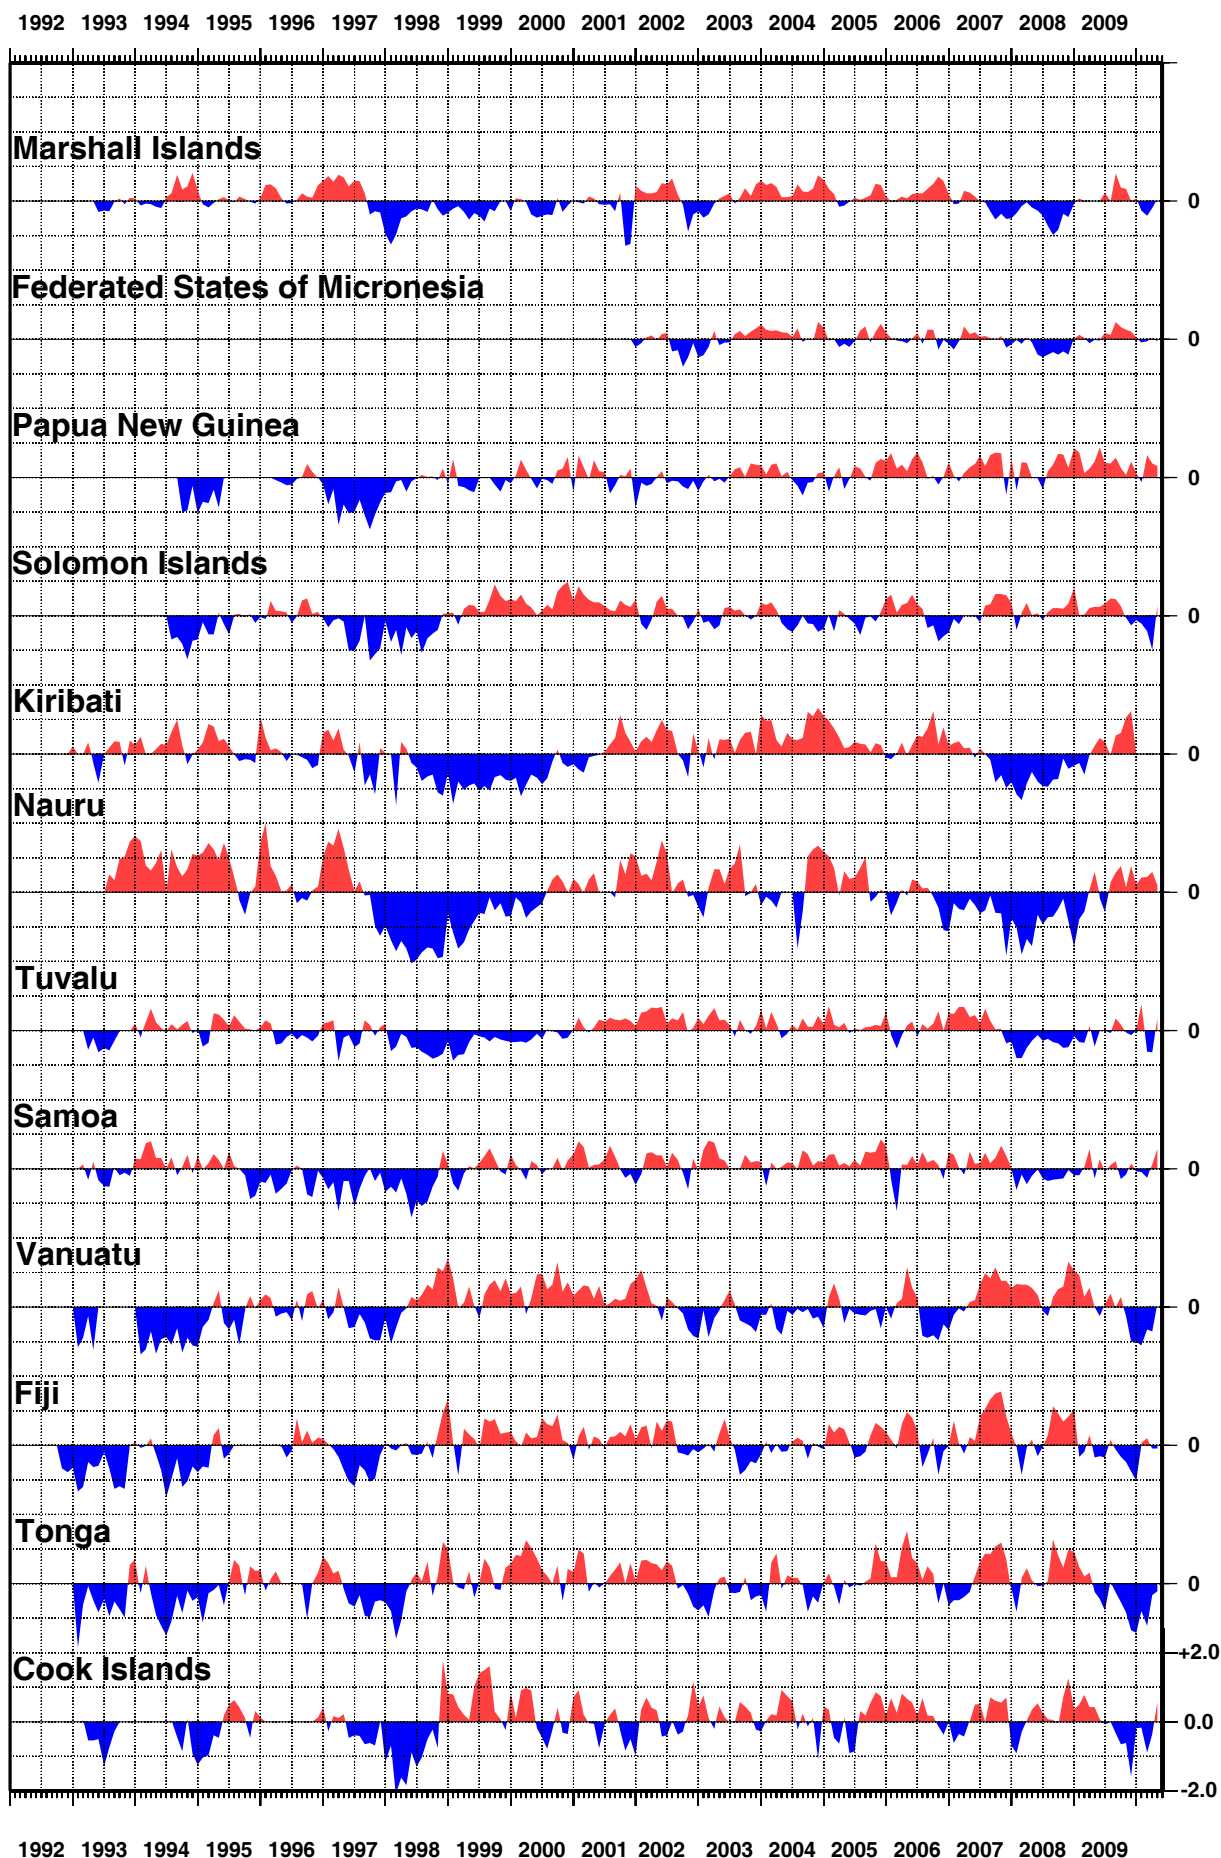 1992 1993 1994 1995 1996 1997 1998 1999 2000 2001 2002 2003 2004 2005 2006 2007 2008 2009
Marshall Islands
0
Federated States of Micronesia
0
Papua New Guinea
0
Solomon Islands
0
Kiribati
0
Nauru
0
Tuvalu
0
Samoa
0
Vanuatu
0
Fiji
0
Tonga
0
+2.0
Cook Islands
0.0
-2.0
1992 1993 1994 1995 1996 1997 1998 1999 2000 2001 2002 2003 2004 2005 2006 2007 2008 2009